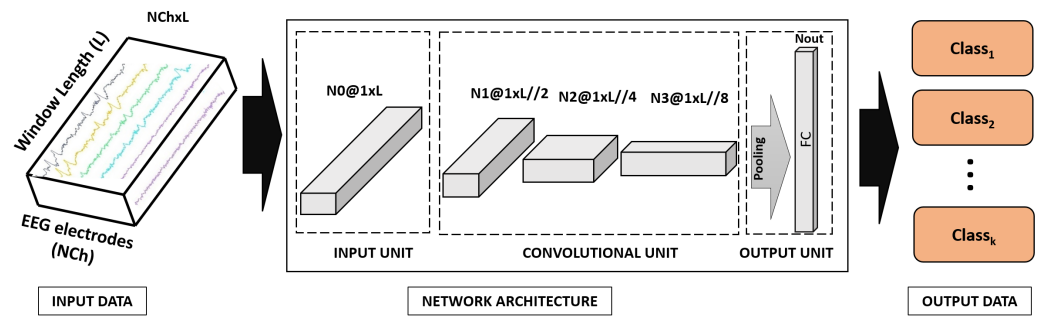 NChxL
Window Length (L)
EEG electrodes
(NCh)
INPUT DATA
N0@1xL
INPUT UNIT
N1@1xL//2
N2@1xL//4
N3@1xL//8
CONVOLUTIONAL UNIT
Nout
Pooling
FC
OUTPUT UNIT
NETWORK ARCHITECTURE
Class1
Class2
Classk
OUTPUT DATA